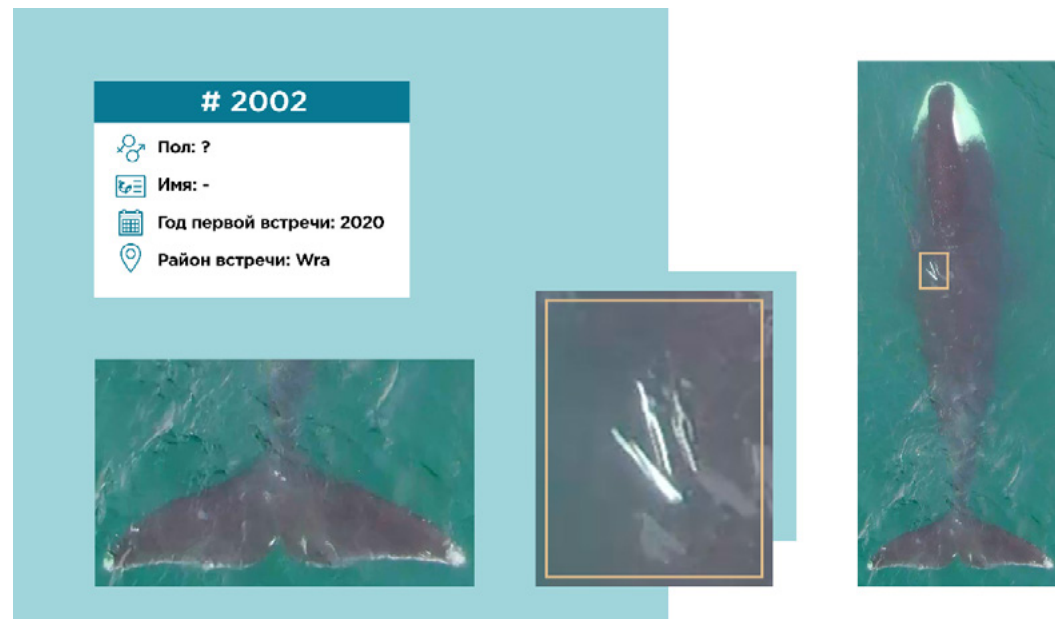 # 2002
Пол: ?
Имя: -
Год первой встречи: 2020
Район встречи: Wra